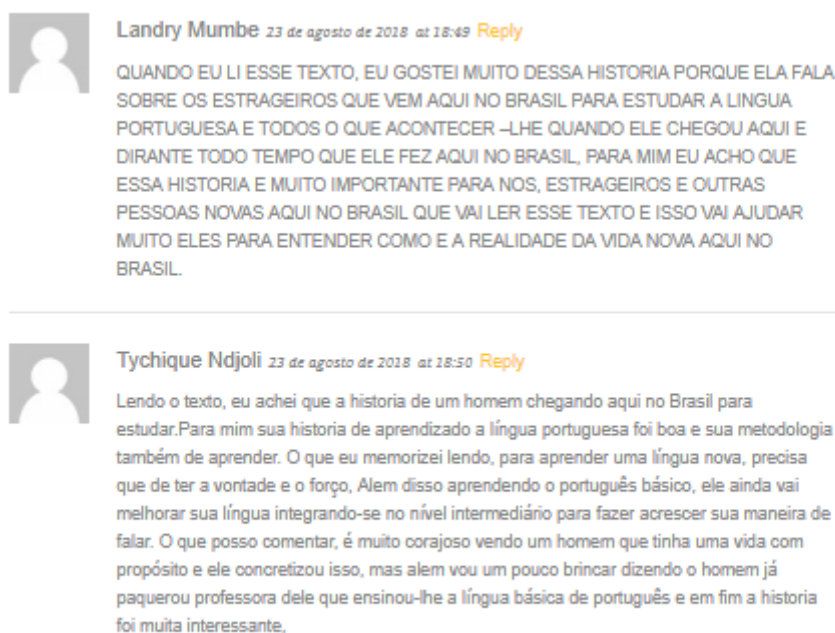 Landry Mumbe 23 de agosto de 2018 at 18:49 Reply
QUANDO EU LI ESSE TEXTO, EU GOSTEI MUITO DESSA HISTORIA PORQUE ELA FALA
SOBRE OS ESTRAGEIROS QUE VEM AQUI NO BRASIL PARA ESTUDAR A LINGUA
PORTUGUESA E TODOS O QUE ACONTECER –LHE QUANDO ELE CHEGOU AQUI E
DIRANTE TODO TEMPO QUE ELE FEZ AQUI NO BRASIL, PARA MIM EU ACHO QUE
ESSA HISTORIA E MUITO IMPORTANTE PARA NOS, ESTRAGEIROS E OUTRAS
PESSOAS NOVAS AQUI NO BRASIL QUE VAI LER ESSE TEXTO E ISSO VAI AJUDAR
MUITO ELES PARA ENTENDER COMO E A REALIDADE DA VIDA NOVA AQUI NO
BRASIL.
Tychique Ndjoli 23 de agosto de 2018 at 18:50 Reply
Lendo o texto, eu achei que a historia de um homem chegando aqui no Brasil para
estudar.Para mim sua historia de aprendizado a língua portuguesa foi boa e sua metodologia
também de aprender. O que eu memorizei lendo, para aprender uma língua nova, precisa
que de ter a vontade e o forço, Alem disso aprendendo o português básico, ele ainda vai
melhorar sua língua integrando-se no nível intermediário para fazer acrescer sua maneira de
falar. O que posso comentar, é muito corajoso vendo um homem que tinha uma vida com
propósito e ele concretizou isso, mas alem vou um pouco brincar dizendo o homem já
paquerou professora dele que ensinou-lhe a língua básica de português e em fim a historia
foi muita interessante,